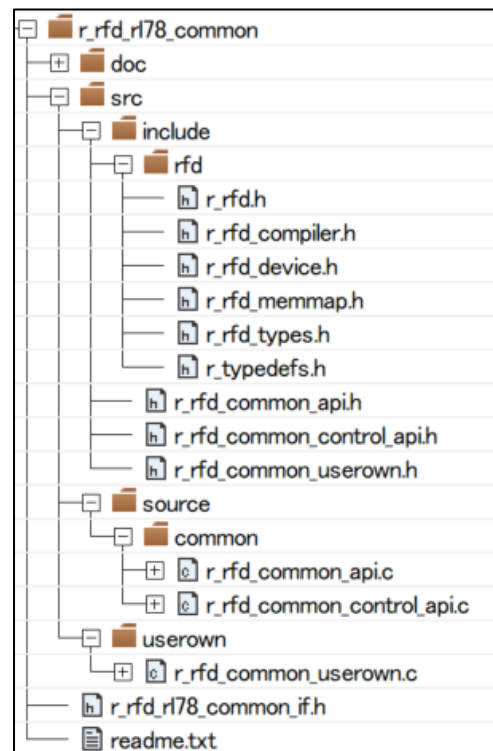 r_rfd_rl78_common
doc
src
include
rfd
r_rfd.h
r_rfd_compiler.h
r_rfd_device.h
r_rfd_memmap.h
r_rfd_types.h
r_typedefs.h
r_rfd_common_api.h
r_rfd_common_control_api.h
r_rfd_common_userown.h
source
common
r_rfd_common_api.c
r_rfd_common_control_api.c
userown
r_rfd_common_userown.c
r_rfd_rl78_common_if.h
readme.txt